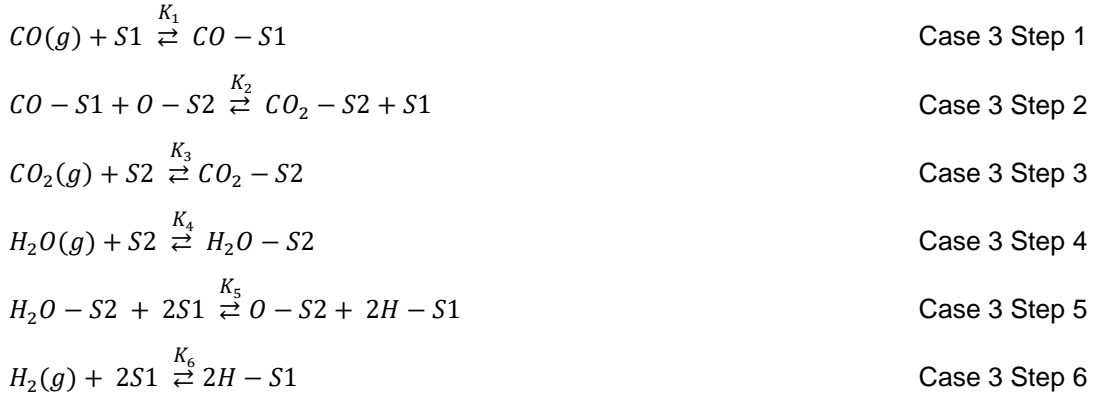 CO(g) + S1 ⇄ CO − S1 K₁ Case 3 Step 1
CO − S1 + O − S2 ⇄ CO₂ − S2 + S1 K₂ Case 3 Step 2
CO₂(g) + S2 ⇄ CO₂ − S2 K₃ Case 3 Step 3
H₂O(g) + S2 ⇄ H₂O − S2 K₄ Case 3 Step 4
H₂O − S2 + 2S1 ⇄ O − S2 + 2H − S1 K₅ Case 3 Step 5
H₂(g) + 2S1 ⇄ 2H − S1 K₆ Case 3 Step 6